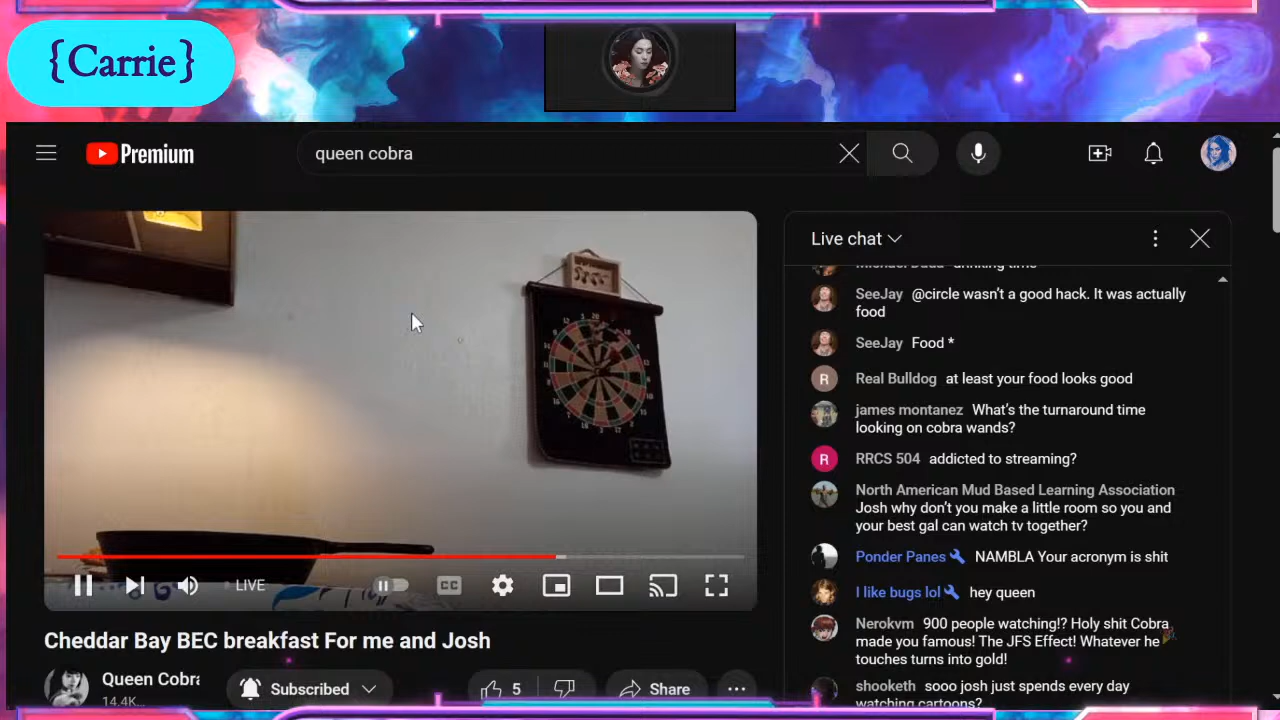 {Carrie}
Premium
queen cobra
Live chat
SeeJay @circle wasn't a good hack. It was actually
food
SeeJay Food *
R Real Bulldog at least your food looks good
james montanez What's the turnaround time
looking on cobra wands?
R RRCS 504 addicted to streaming?
North American Mud Based Learning Association
Josh why don't you make a little room so you and
your best gal can watch tv together?
Ponder Panes NAMBLA Your acronym is shit
I like bugs lol hey queen
Nerokvm 900 people watching!? Holy shit Cobra
made you famous! The JFS Effect! Whatever he
touches turns into gold!
shooketh sooo josh just spends every day
watching cartoons?
LIVE
CC
Cheddar Bay BEC breakfast For me and Josh
Queen Cobra
14.4K...
Subscribed
5
Share